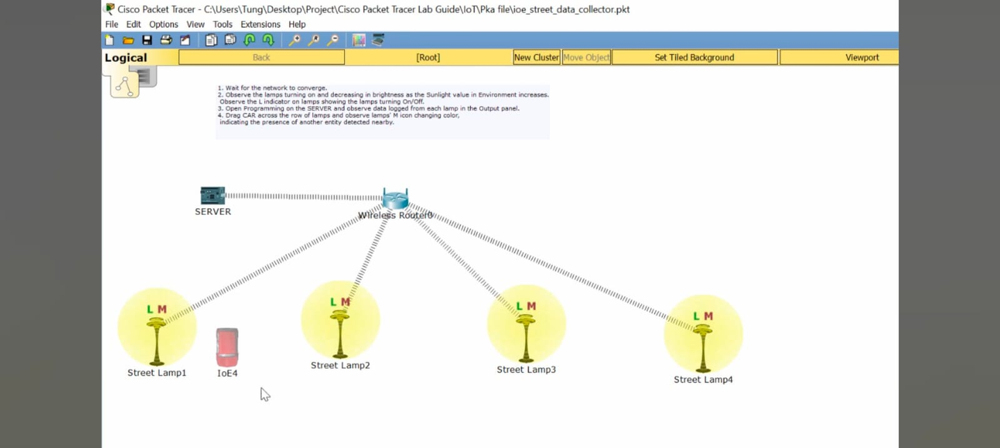 Cisco Packet Tracer - C:\Users\Tung\Desktop\Project\Cisco Packet Tracer Lab Guide\IoT\Pka file\ioe_street_data_collector.pkt
File Edit Options View Tools Extensions Help
Logical Back [Root] New Cluster Move Object Set Tiled Background Viewport
1. Wait for the network to converge.
2. Observe the lamps turning on and decreasing in brightness as the Sunlight value in Environment increases.
Observe the L indicator on lamps showing the lamps turning On/Off.
3. Open Programming on the SERVER and observe data logged from each lamp in the Output panel.
4. Drag CAR across the row of lamps and observe lamps' M icon changing color,
indicating the presence of another entity detected nearby.
SERVER
Wireless Router0
L M
L M
L M
L M
Street Lamp1
IoE4
Street Lamp2
Street Lamp3
Street Lamp4